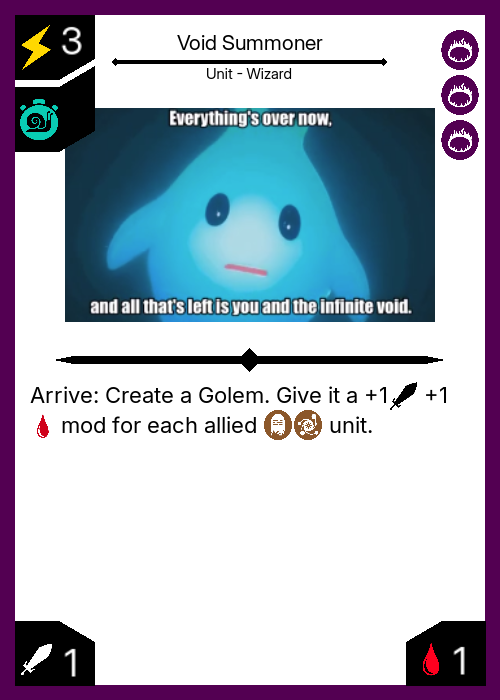 3
Void Summoner
Unit - Wizard
Everything's over now,
and all that's left is you and the infinite void.
Arrive: Create a Golem. Give it a +1 +1
mod for each allied unit.
1
1